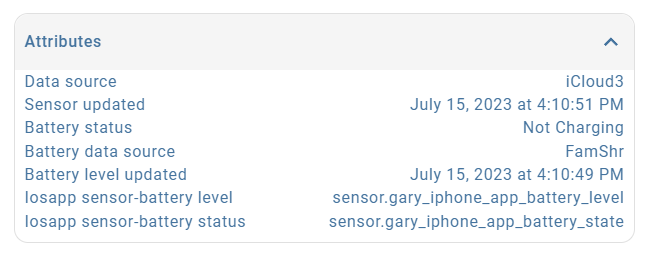 Attributes
Data source iCloud3
Sensor updated July 15, 2023 at 4:10:51 PM
Battery status Not Charging
Battery data source FamShr
Battery level updated July 15, 2023 at 4:10:49 PM
Iosapp sensor-battery level sensor.gary_iphone_app_battery_level
Iosapp sensor-battery status sensor.gary_iphone_app_battery_state